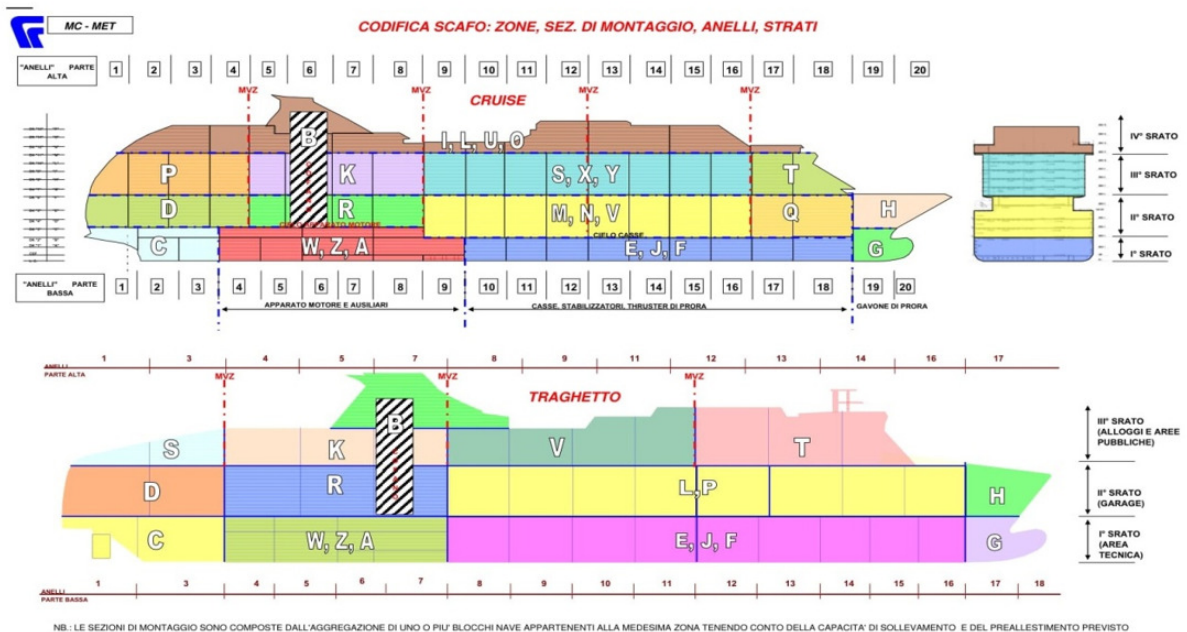 MC - MET
CODIFICA SCAFO: ZONE, SEZ. DI MONTAGGIO, ANELLI, STRATI
"ANELLI" PARTE
ALTA
1 2 3 4 5 6 7 8 9 10 11 12 13 14 15 16 17 18 19 20
MVZ MVZ MVZ MVZ
CRUISE
B
I, L, U, O
IV° SRATO
P K S, X, Y T
III° SRATO
D R M, N, V Q H
II° SRATO
CIELO CASSE
C W, Z, A E, J, F G
I° SRATO
"ANELLI" PARTE
BASSA
1 2 3 4 5 6 7 8 9 10 11 12 13 14 15 16 17 18 19 20
APPARATO MOTORE E AUSILIARI
CASSE, STABILIZZATORI, THRUSTER DI PRORA
GAVONE DI PRORA
ANELLI
PARTE ALTA
1 3 4 5 7 8 9 11 12 13 14 16 17
MVZ MVZ MVZ
TRAGHETTO
B
S K V T
III° SRATO
(ALLOGGI E AREE
PUBBLICHE)
D R L,P H
II° SRATO
(GARAGE)
C W, Z, A E, J, F G
I° SRATO
(AREA
TECNICA)
ANELLI
PARTE BASSA
1 3 4 5 6 7 8 9 10 11 12 13 14 15 16 17 18
NB.: LE SEZIONI DI MONTAGGIO SONO COMPOSTE DALL'AGGREGAZIONE DI UNO O PIU' BLOCCHI NAVE APPARTENENTI ALLA MEDESIMA ZONA TENENDO CONTO DELLA CAPACITA' DI SOLLEVAMENTO E DEL PREALLESTIMENTO PREVISTO